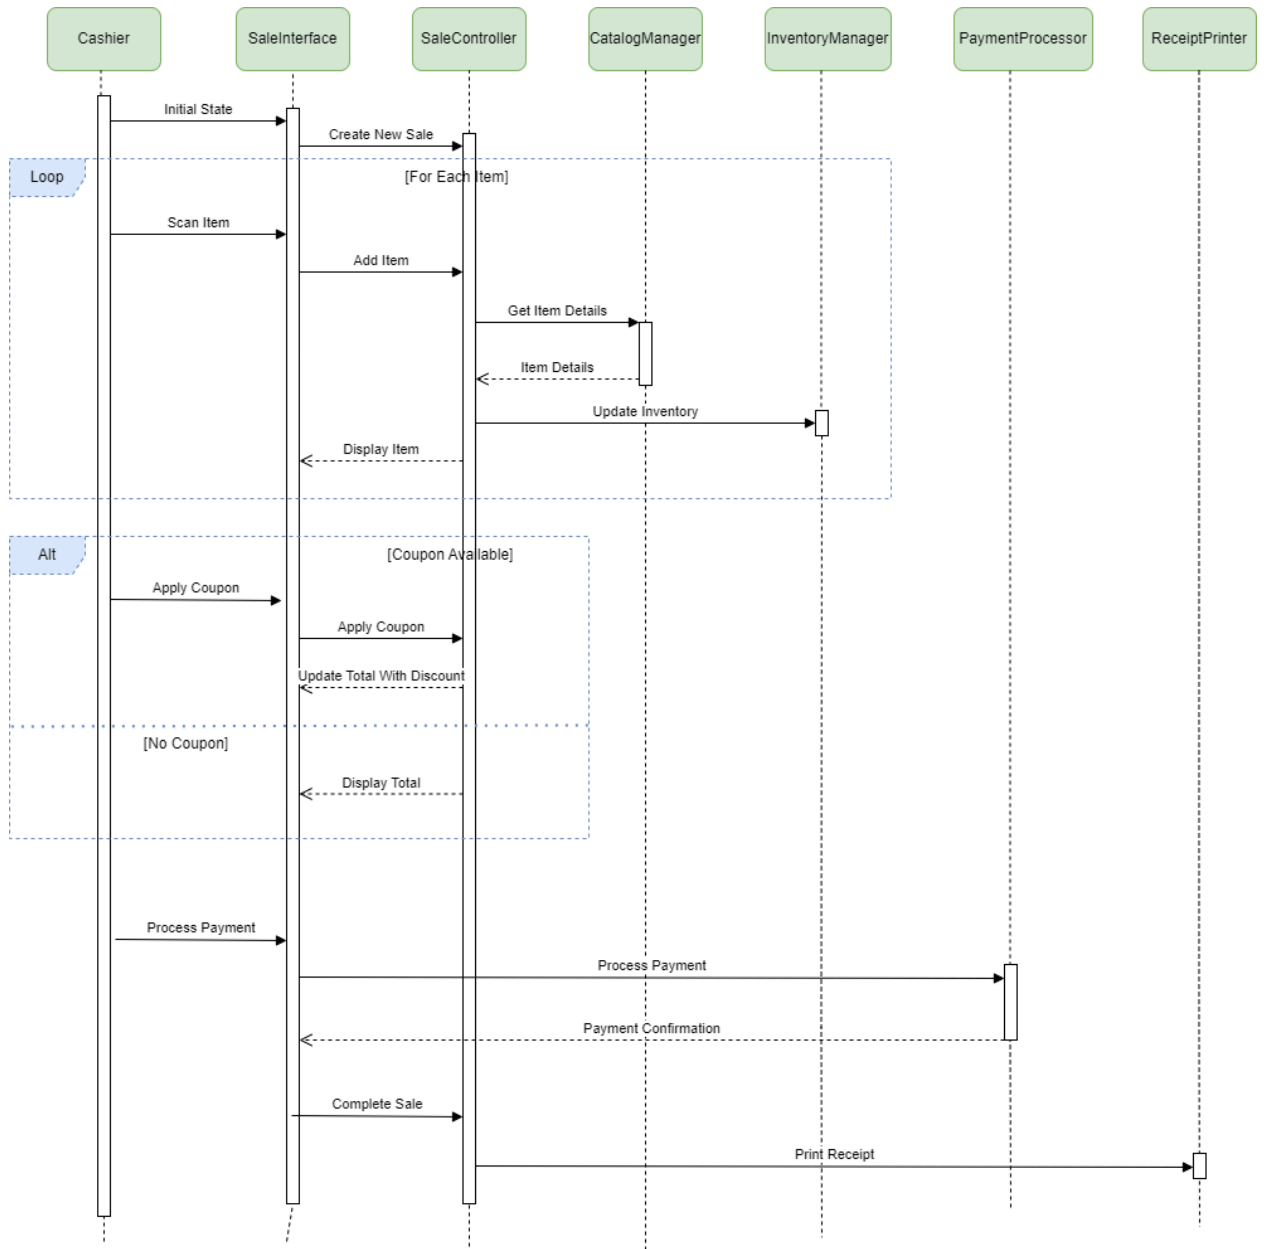 Cashier
SaleInterface
SaleController
CatalogManager
InventoryManager
PaymentProcessor
ReceiptPrinter
Initial State
Create New Sale
Loop
[For Each Item]
Scan Item
Add Item
Get Item Details
Item Details
Update Inventory
Display Item
Alt
[Coupon Available]
Apply Coupon
Apply Coupon
Update Total With Discount
[No Coupon]
Display Total
Process Payment
Process Payment
Payment Confirmation
Complete Sale
Print Receipt